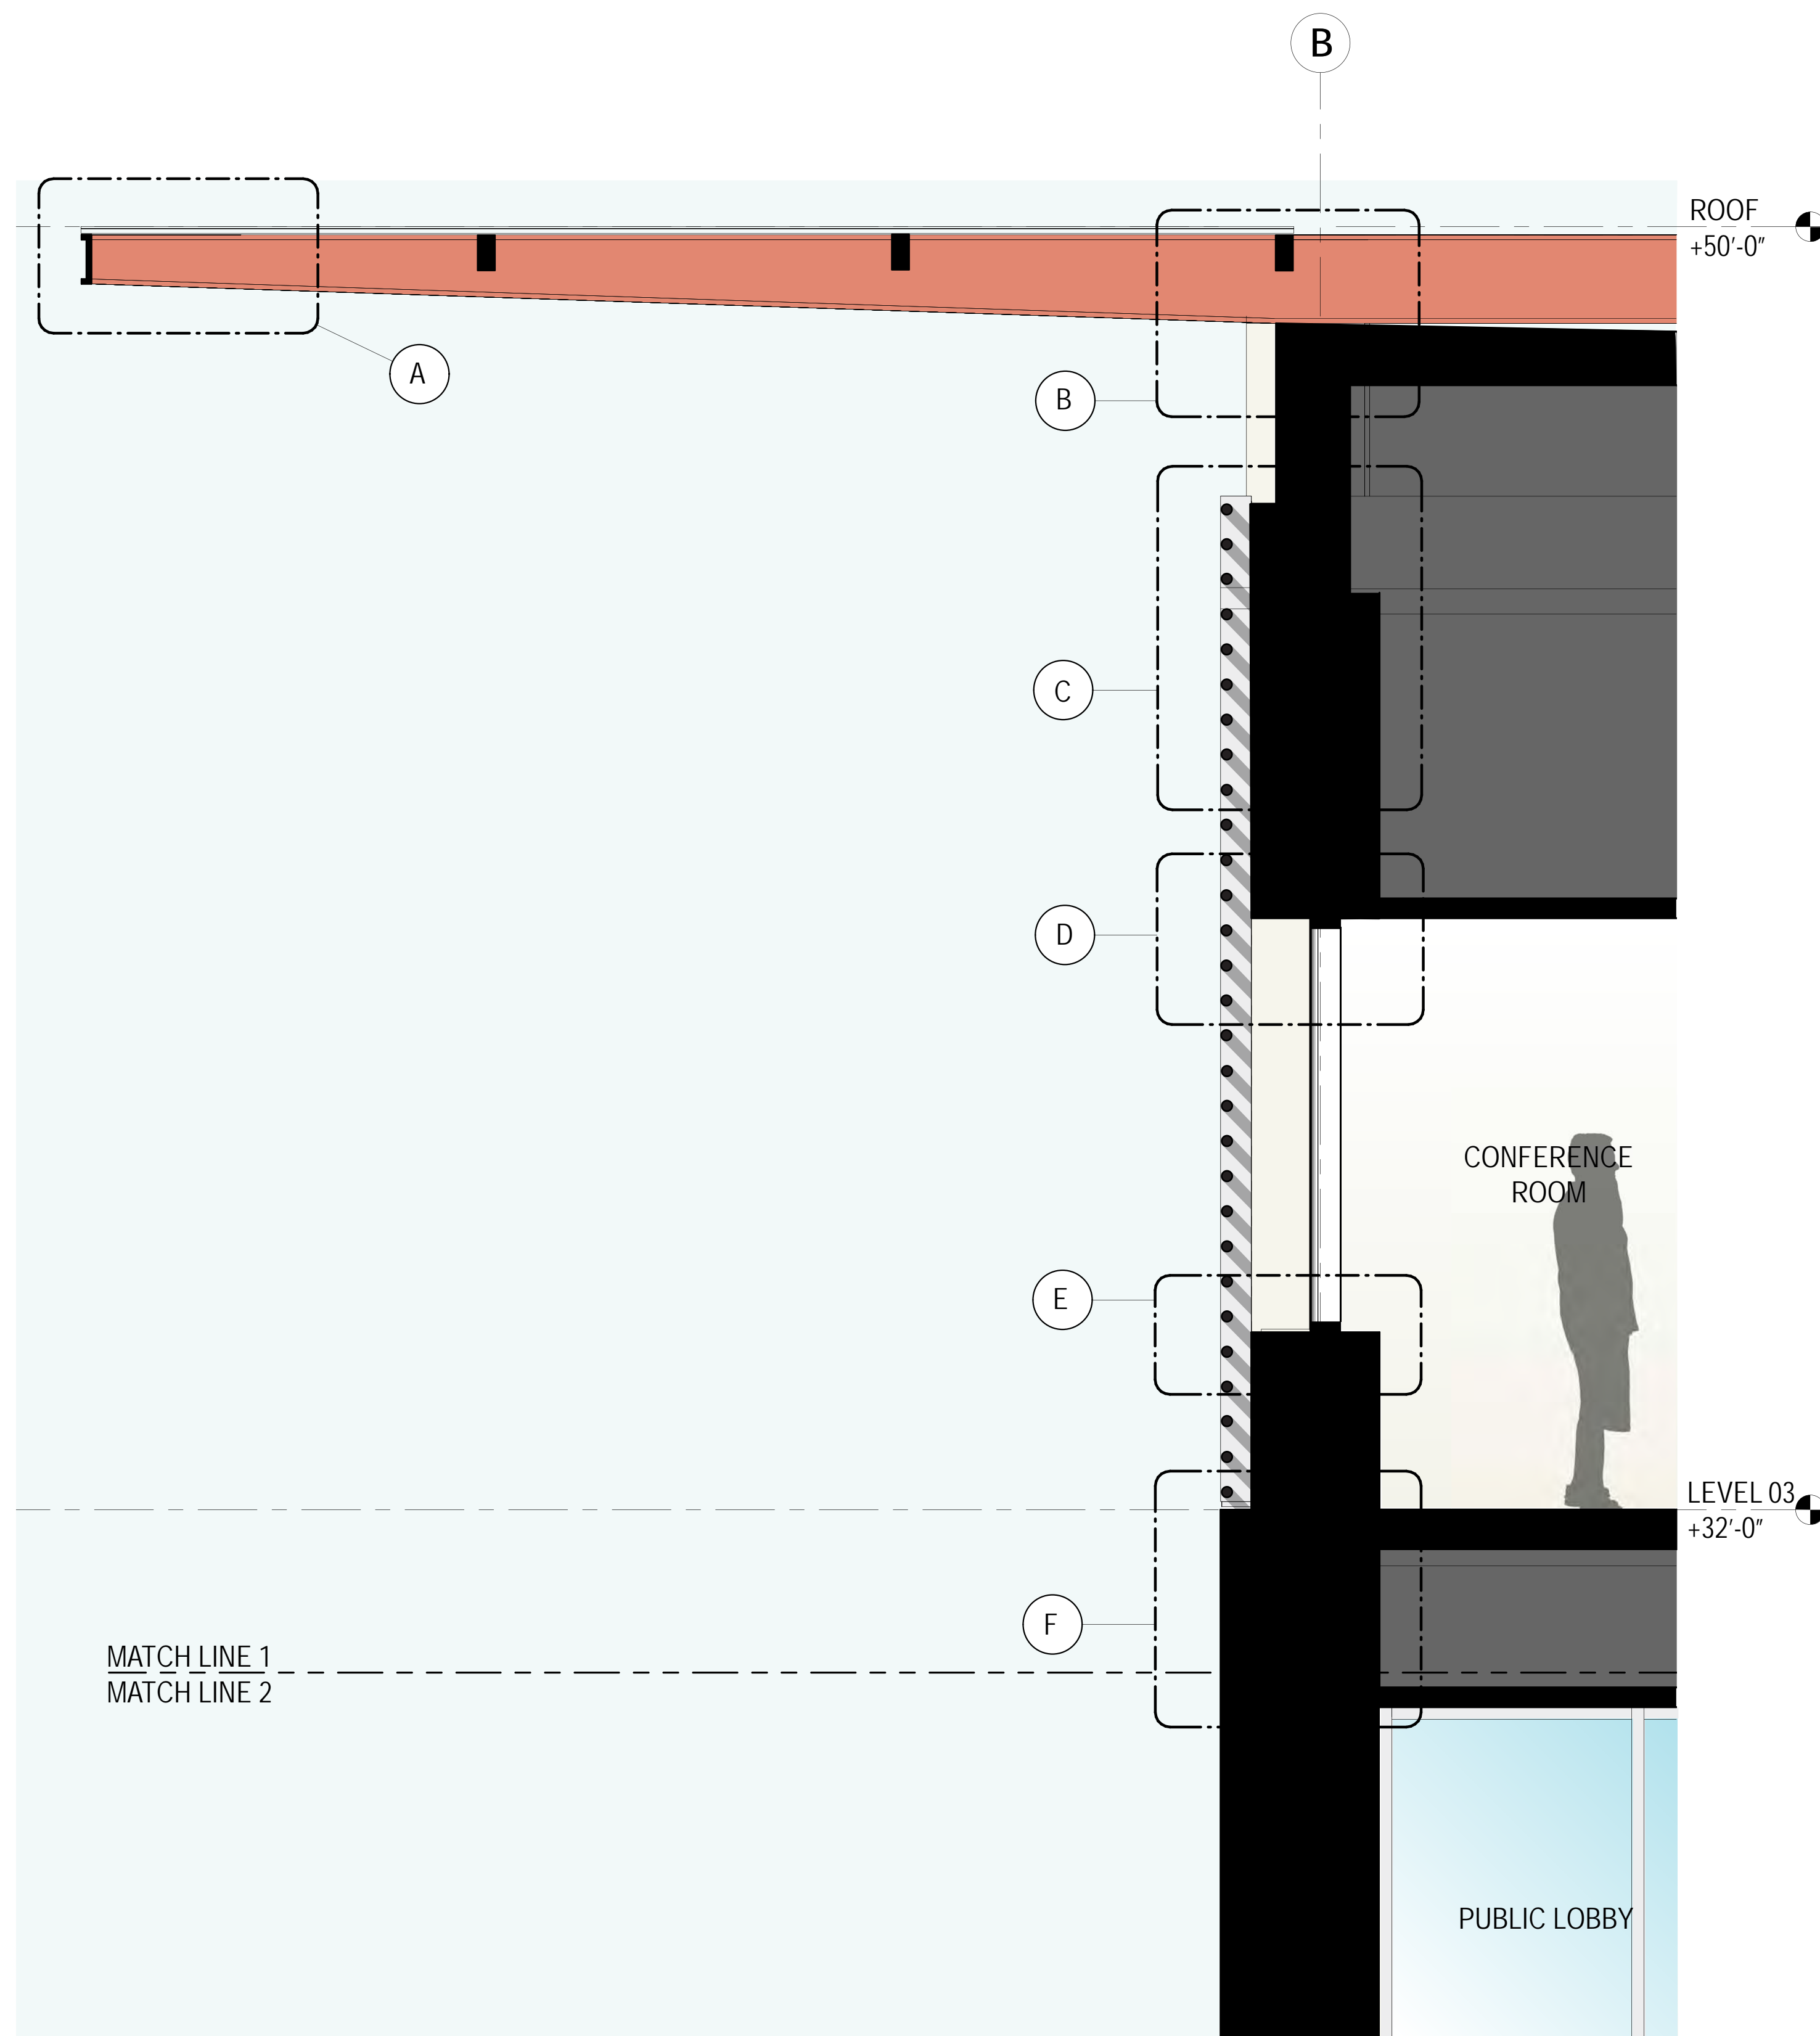 B
ROOF
+50'-0"
A
B
C
D
CONFERENCE
ROOM
E
LEVEL 03
+32'-0"
F
MATCH LINE 1
MATCH LINE 2
PUBLIC LOBBY